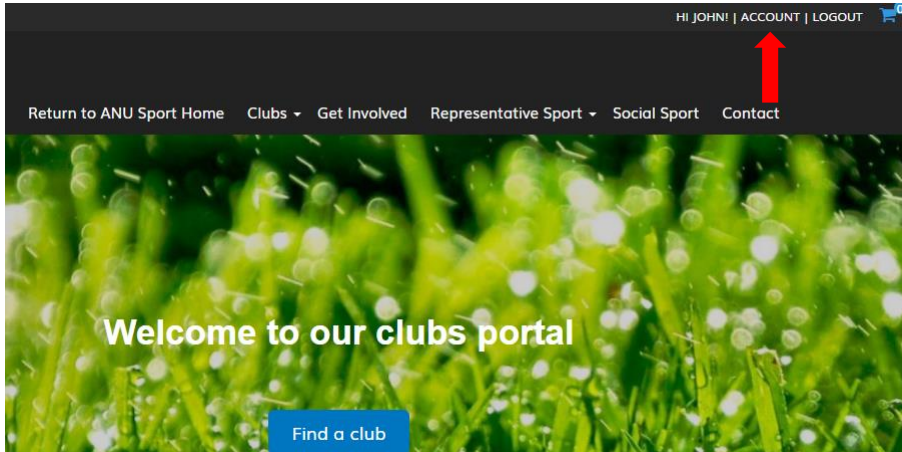 HI JOHN! | ACCOUNT | LOGOUT 0
Return to ANU Sport Home Clubs Get Involved Representative Sport Social Sport Contact
Welcome to our clubs portal
Find a club